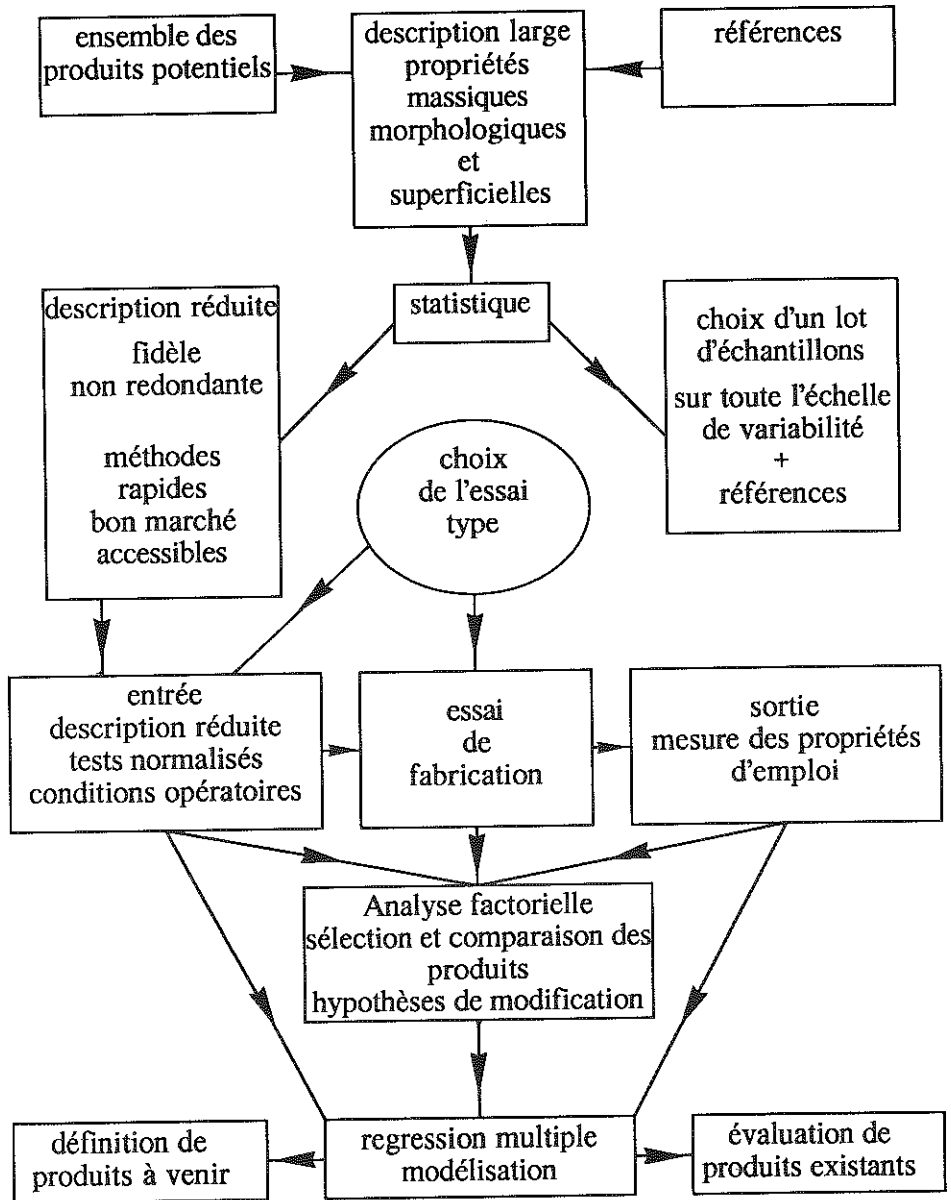 ensemble des
produits potentiels
description large
propriétés
massiques
morphologiques
et
superficielles
références
description réduite
fidèle
non redondante
méthodes
rapides
bon marché
accessibles
statistique
choix d'un lot
d'échantillons
sur toute l'échelle
de variabilité
+
références
choix
de l'essai
type
entrée
description réduite
tests normalisés
conditions opératoires
essai
de
fabrication
sortie
mesure des propriétés
d'emploi
Analyse factorielle
sélection et comparaison des
produits
hypothèses de modification
définition de
produits à venir
regression multiple
modélisation
évaluation de
produits existants